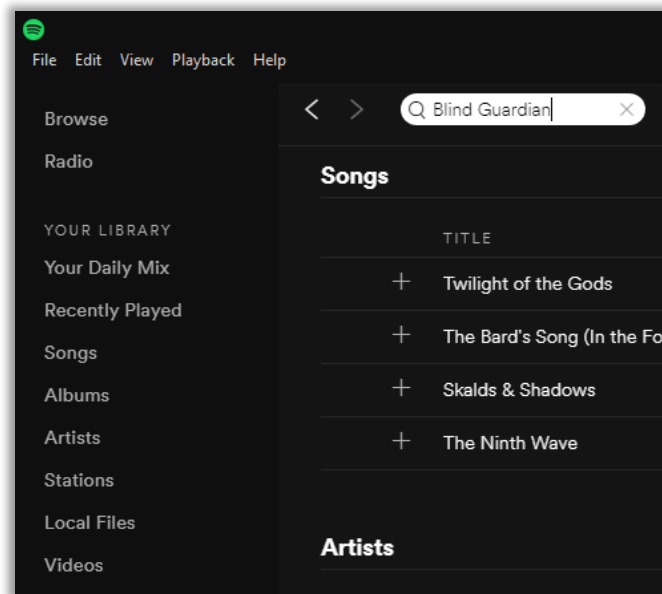 File Edit View Playback Help
Browse
Radio
YOUR LIBRARY
Your Daily Mix
Recently Played
Songs
Albums
Artists
Stations
Local Files
Videos
Blind Guardian
Songs
TITLE
Twilight of the Gods
The Bard's Song (In the Fo
Skalds & Shadows
The Ninth Wave
Artists